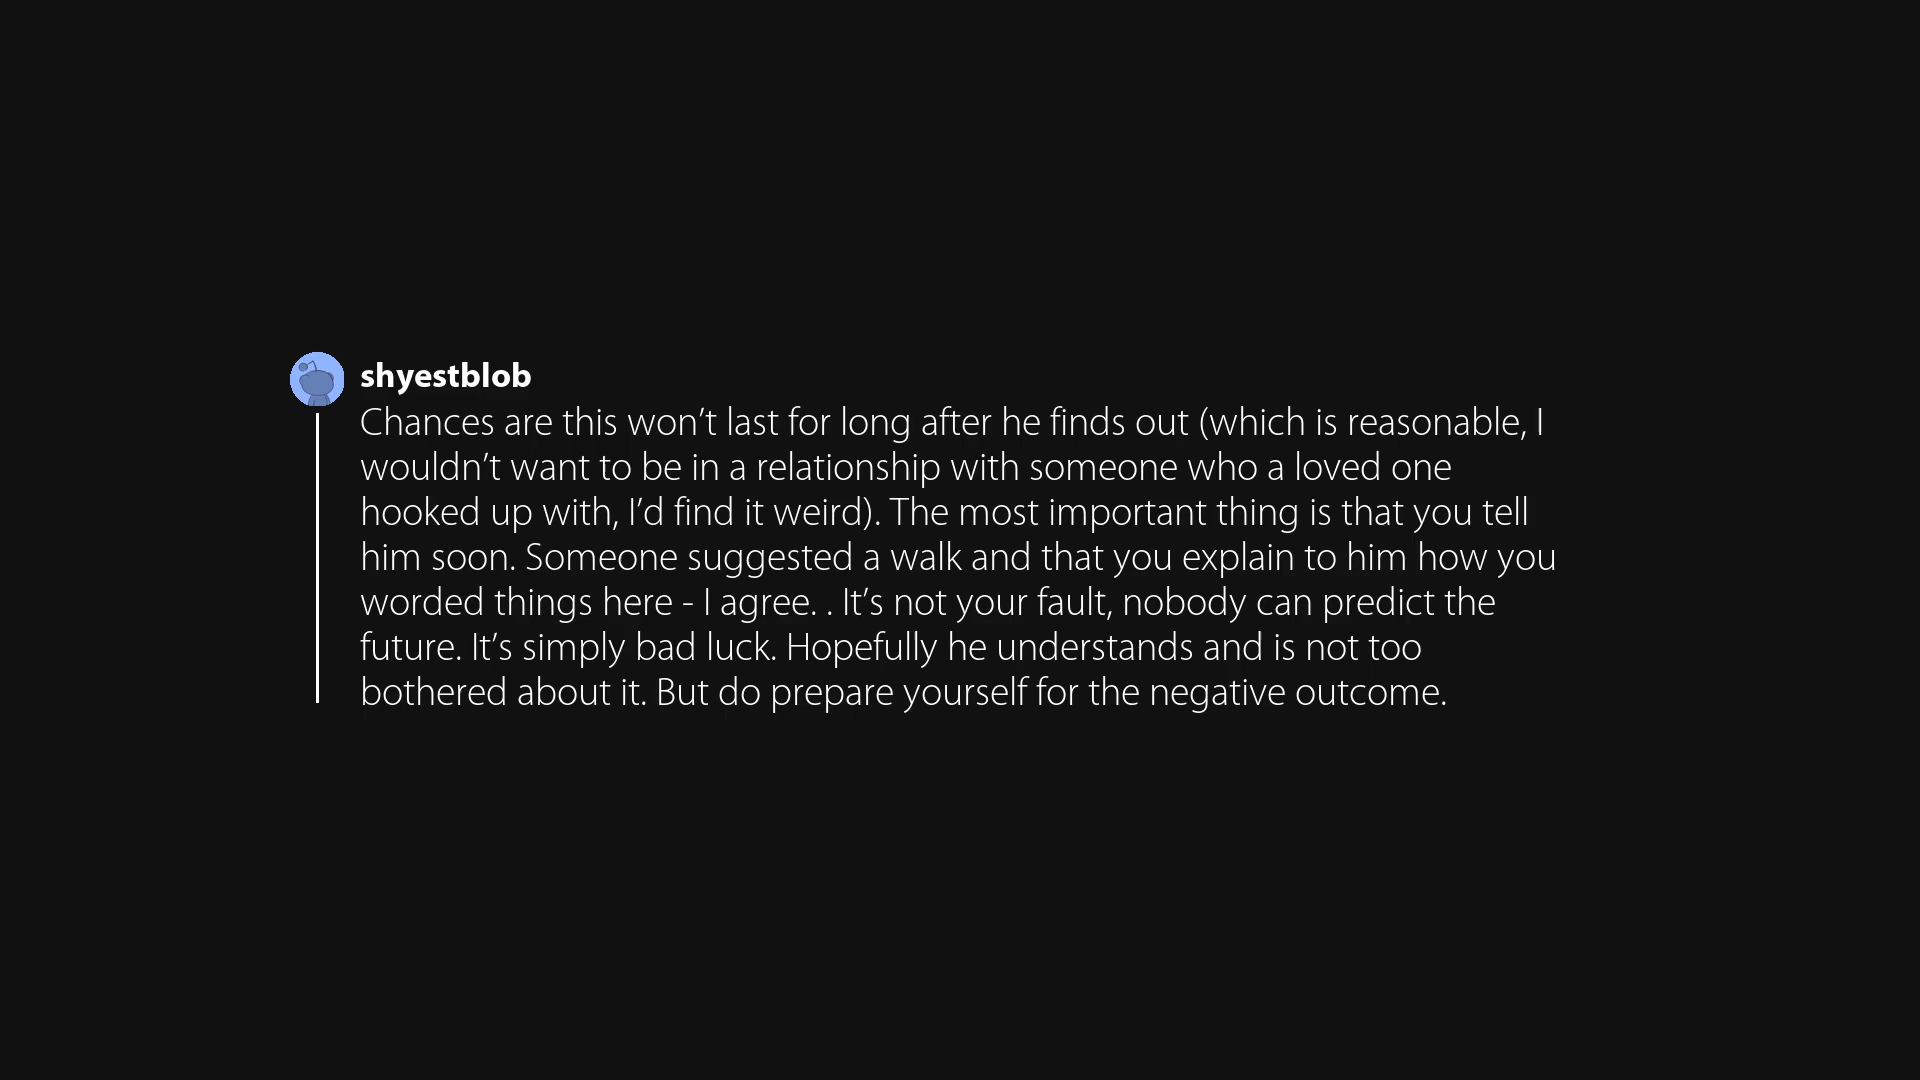 shyestblob
Chances are this won’t last for long after he finds out (which is reasonable, I
wouldn’t want to be in a relationship with someone who a loved one
hooked up with, I’d find it weird). The most important thing is that you tell
him soon. Someone suggested a walk and that you explain to him how you
worded things here - I agree. . It’s not your fault, nobody can predict the
future. It’s simply bad luck. Hopefully he understands and is not too
bothered about it. But do prepare yourself for the negative outcome.